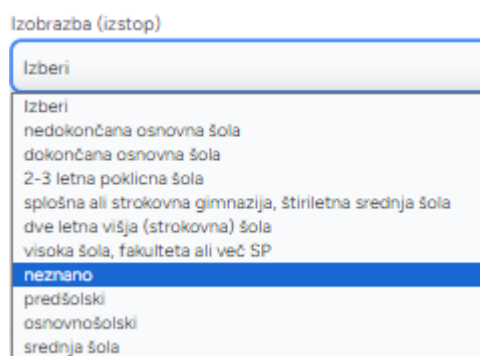 Izobrazba (izstop)
Izberi
Izberi
nedokončana osnovna šola
dokončana osnovna šola
2-3 letna poklicna šola
splošna ali strokovna gimnazija, štiriletna srednja šola
dve letna višja (strokovna) šola
visoka šola, fakulteta ali več SP
neznano
predšolski
osnovnošolski
srednja šola